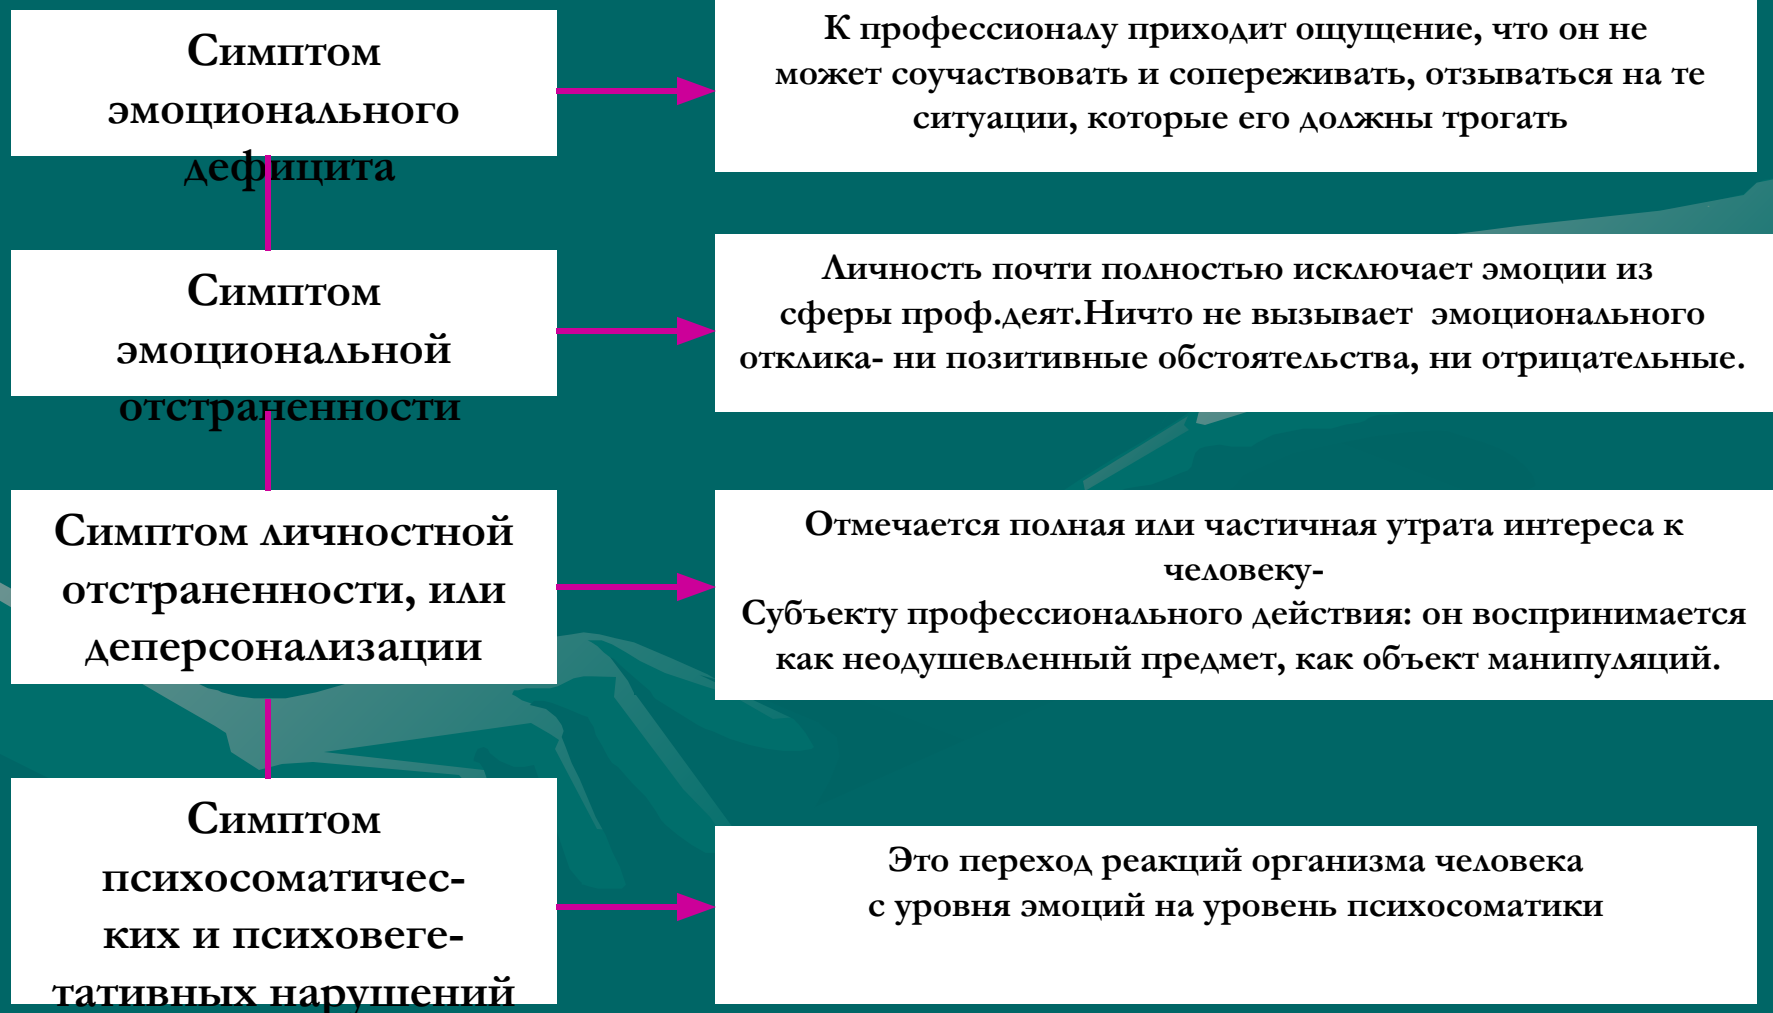 Симптом
эмоционального
дефицита
К профессионалу приходит ощущение, что он не
может соучаствовать и сопереживать, отзываться на те
ситуации, которые его должны трогать
Симптом
эмоциональной
отстраненности
Личность почти полностью исключает эмоции из
сферы проф.деят.Ничто не вызывает  эмоционального
отклика- ни позитивные обстоятельства, ни отрицательные.
Симптом личностной
отстраненности, или
деперсонализации
Отмечается полная или частичная утрата интереса к
человеку-
Субъекту профессионального действия: он воспринимается
как неодушевленный предмет, как объект манипуляций.
Симптом
психосоматичес-
ких и психовеге-
тативных нарушений
Это переход реакций организма человека
с уровня эмоций на уровень психосоматики